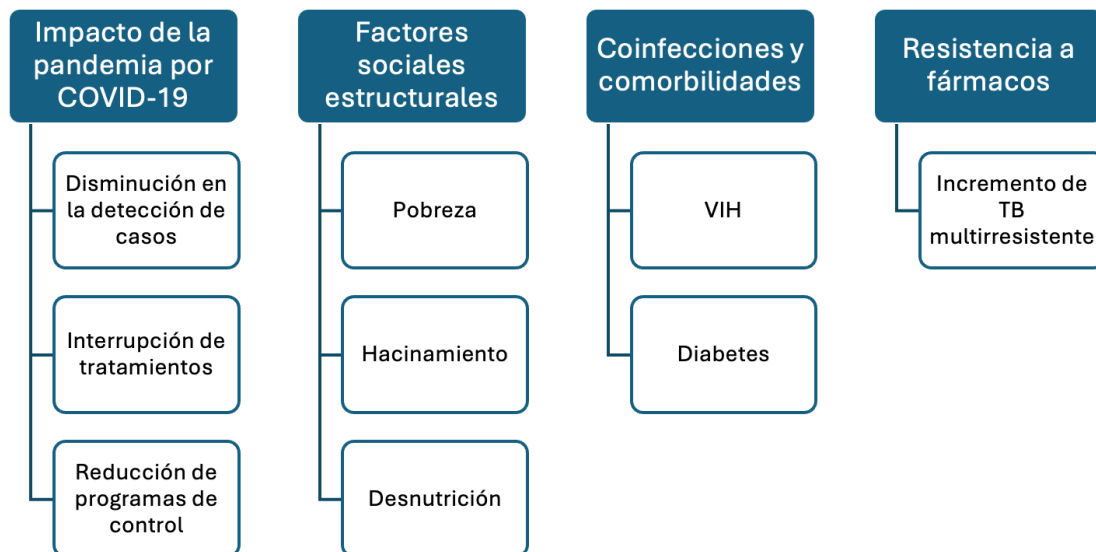 Impacto de la
pandemia por
COVID-19
Disminución en
la detección de
casos
Interrupción de
tratamientos
Reducción de
programas de
control
Factores
sociales
estructurales
Pobreza
Hacinamiento
Desnutrición
Coinfecciones y
comorbilidades
VIH
Diabetes
Resistencia a
fármacos
Incremento de
TB
multirresistente